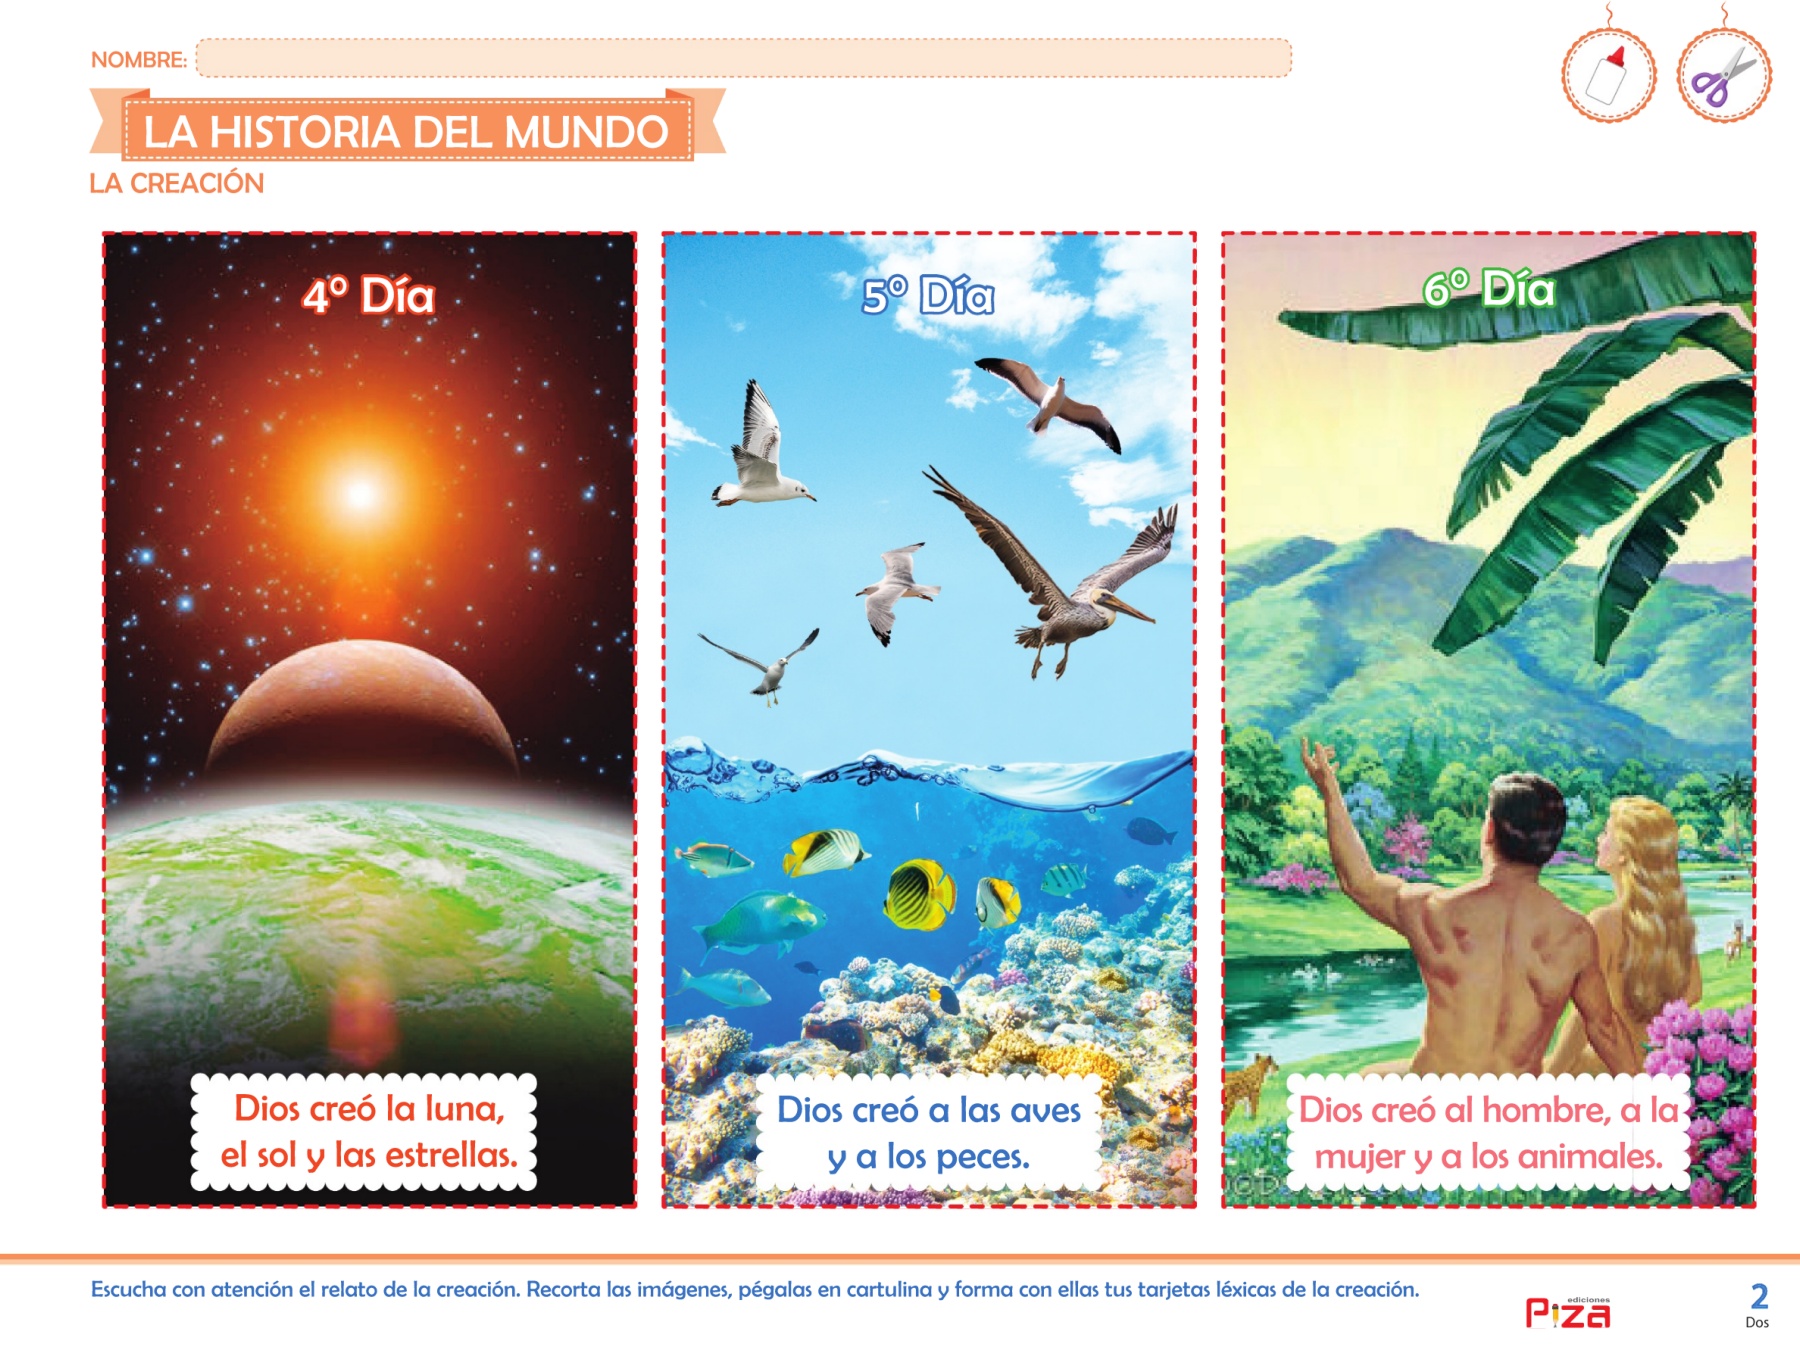 NOMBRE:
LA HISTORIA DEL MUNDO
LA CREACIÓN
4º Día
Dios creó la luna,
el sol y las estrellas.
5º Día
Dios creó a las aves
y a los peces.
6º Día
Dios creó al hombre, a la
mujer y a los animales.
Escucha con atención el relato de la creación. Recorta las imágenes, pégalas en cartulina y forma con ellas tus tarjetas léxicas de la creación.
ediciones
Piza
2
Dos